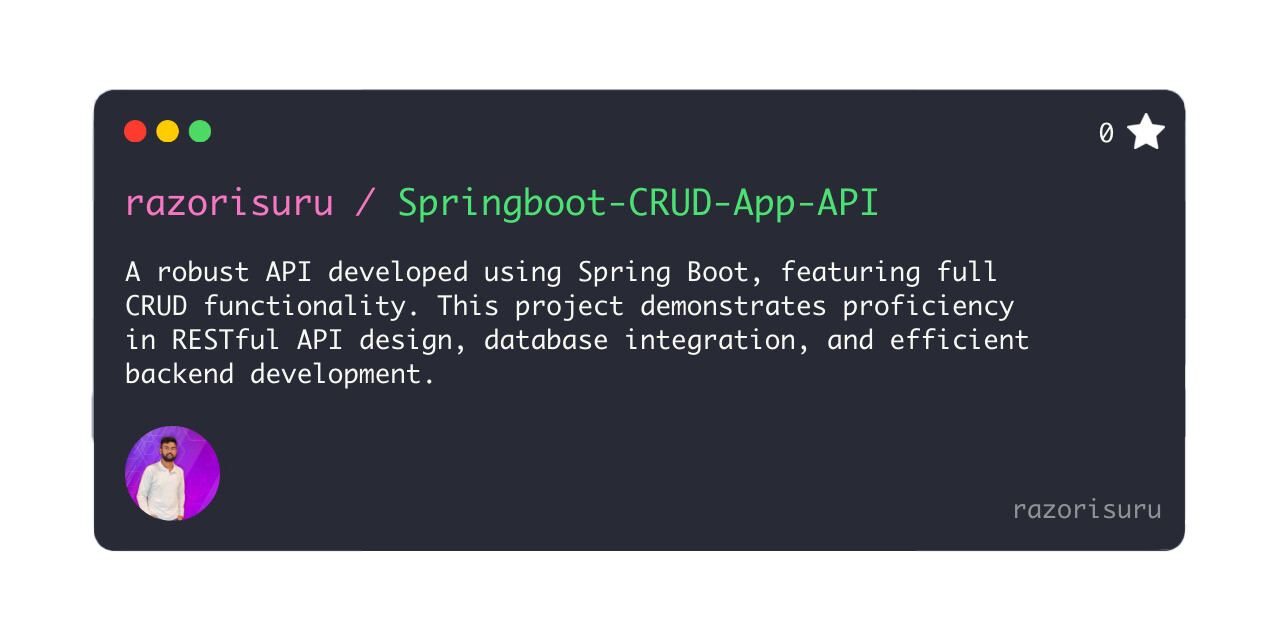 0
razorisuru / Springboot-CRUD-App-API
A robust API developed using Spring Boot, featuring full
CRUD functionality. This project demonstrates proficiency
in RESTful API design, database integration, and efficient
backend development.
razorisuru